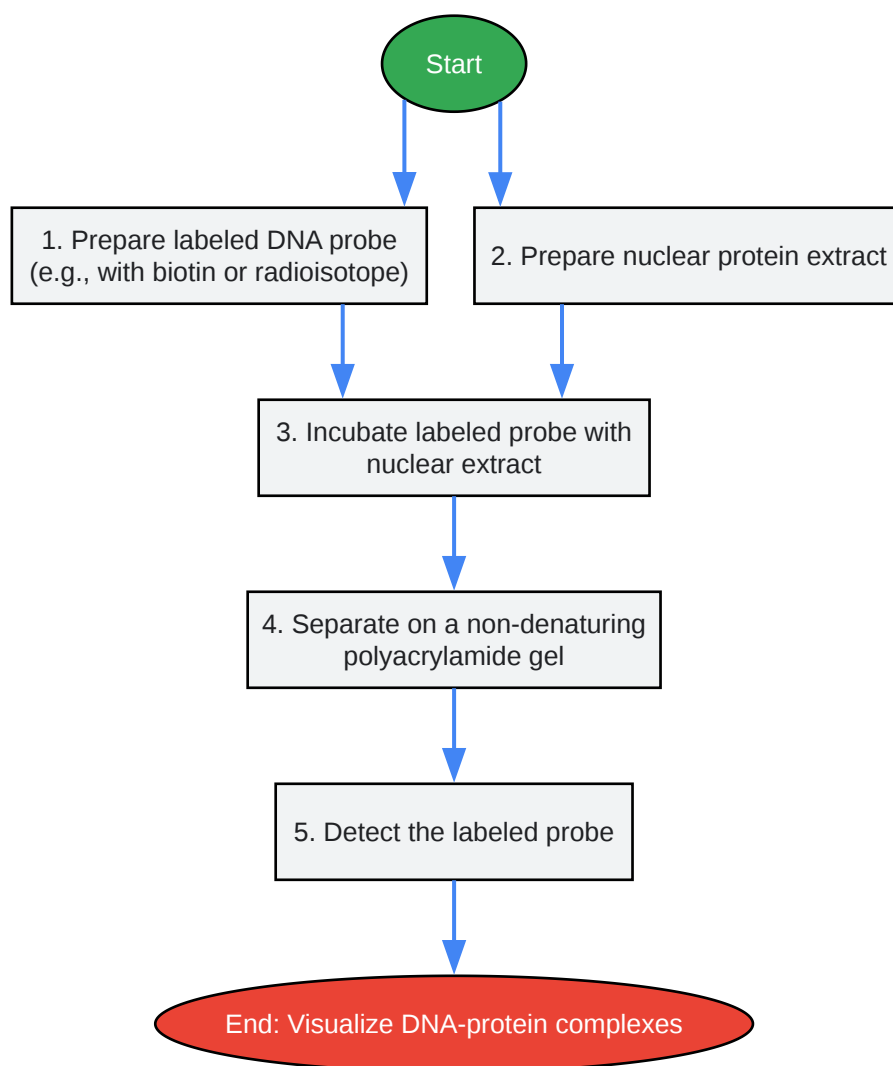 Start
1. Prepare labeled DNA probe
(e.g., with biotin or radioisotope)
2. Prepare nuclear protein extract
3. Incubate labeled probe with
nuclear extract
4. Separate on a non-denaturing
polyacrylamide gel
5. Detect the labeled probe
End: Visualize DNA-protein complexes